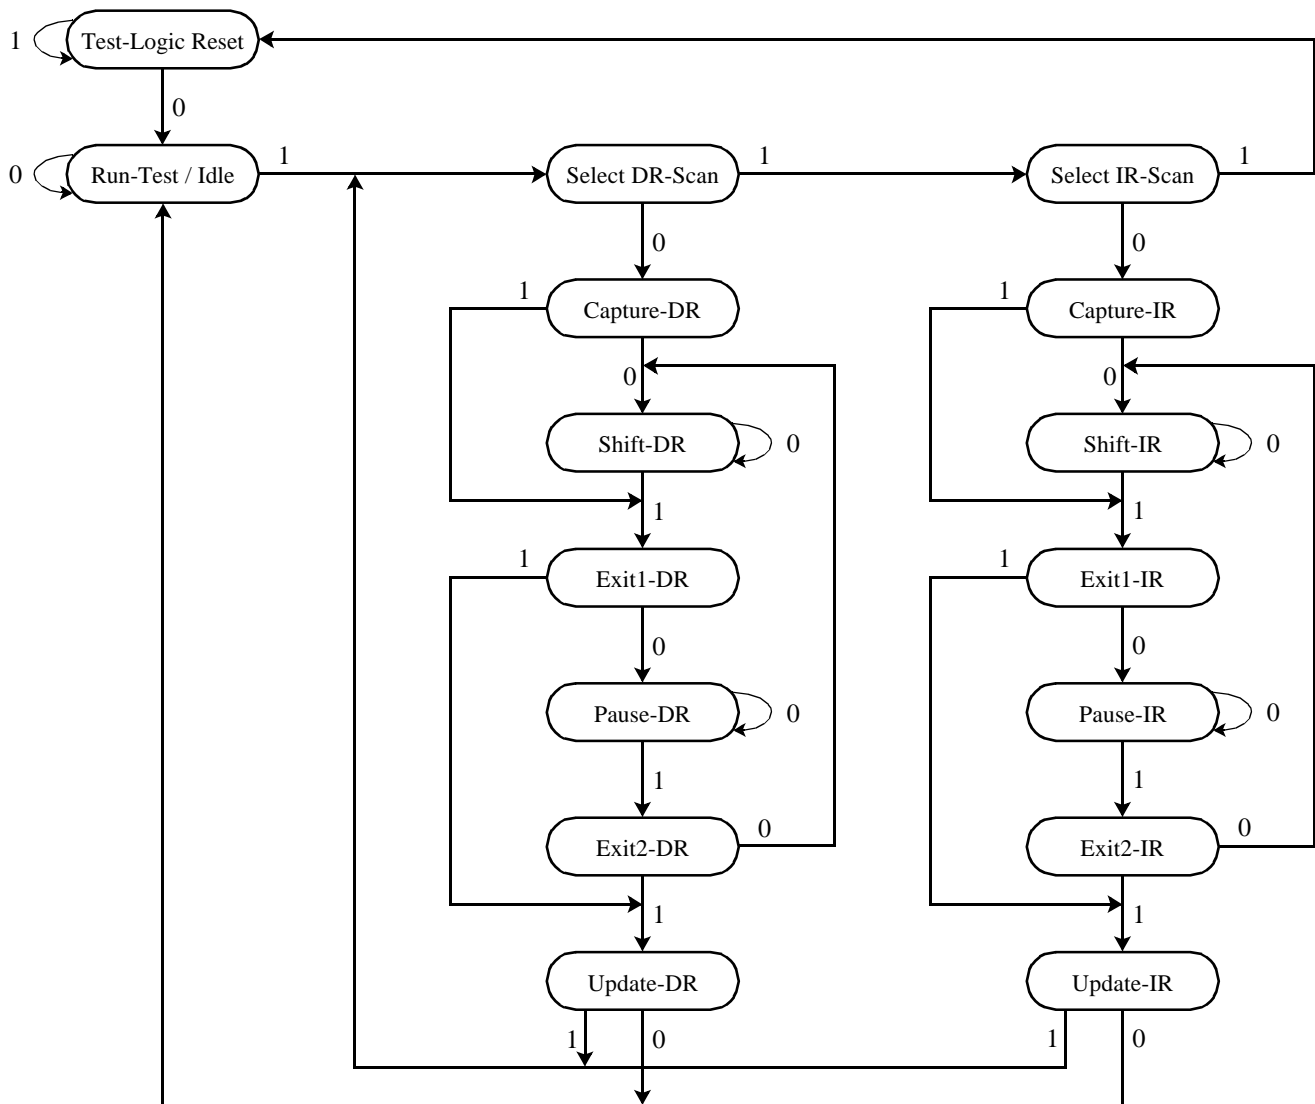 1 Test-Logic Reset
0
0 Run-Test / Idle 1 Select DR-Scan 1 Select IR-Scan 1
0 0
1 Capture-DR 1 Capture-IR
0 0
Shift-DR 0 Shift-IR 0
1 1
1 Exit1-DR 1 Exit1-IR
0 0
Pause-DR 0 Pause-IR 0
1 1
Exit2-DR 0 Exit2-IR 0
1 1
Update-DR Update-IR
1 0 1 0